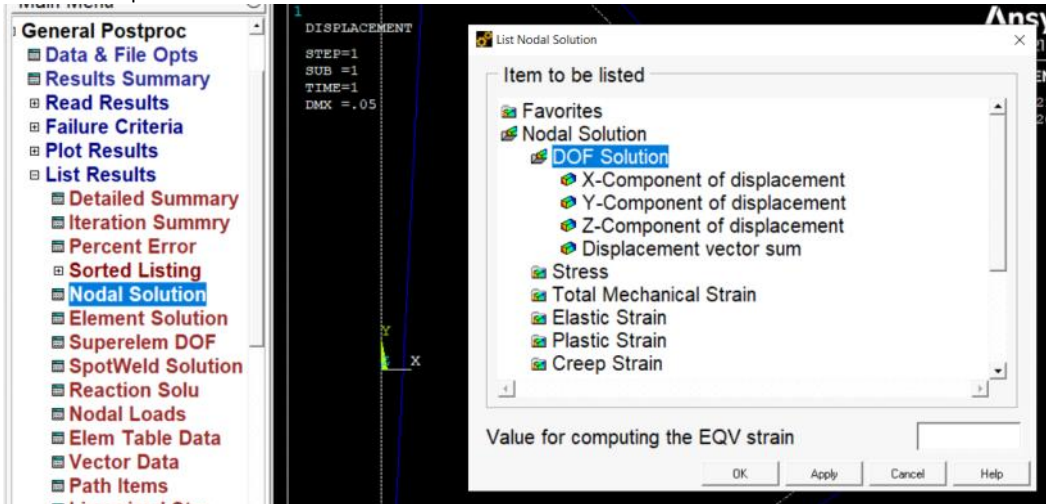 Main Menu
General Postproc
Data & File Opts
Results Summary
Read Results
Failure Criteria
Plot Results
List Results
Detailed Summary
Iteration Summry
Percent Error
Sorted Listing
Nodal Solution
Element Solution
Superelem DOF
SpotWeld Solution
Reaction Solu
Nodal Loads
Elem Table Data
Vector Data
Path Items
1
DISPLACEMENT
STEP=1
SUB =1
TIME=1
DMX =.05
Y
X
List Nodal Solution
Item to be listed
Favorites
Nodal Solution
DOF Solution
X-Component of displacement
Y-Component of displacement
Z-Component of displacement
Displacement vector sum
Stress
Total Mechanical Strain
Elastic Strain
Plastic Strain
Creep Strain
Value for computing the EQV strain
OK
Apply
Cancel
Help